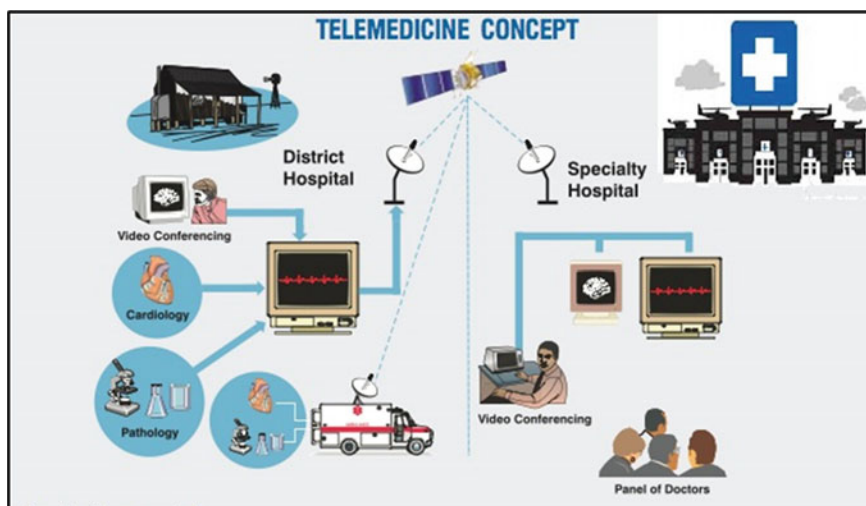 TELEMEDICINE CONCEPT
District
Hospital
Specialty
Hospital
Video Conferencing
Cardiology
Pathology
Video Conferencing
Panel of Doctors